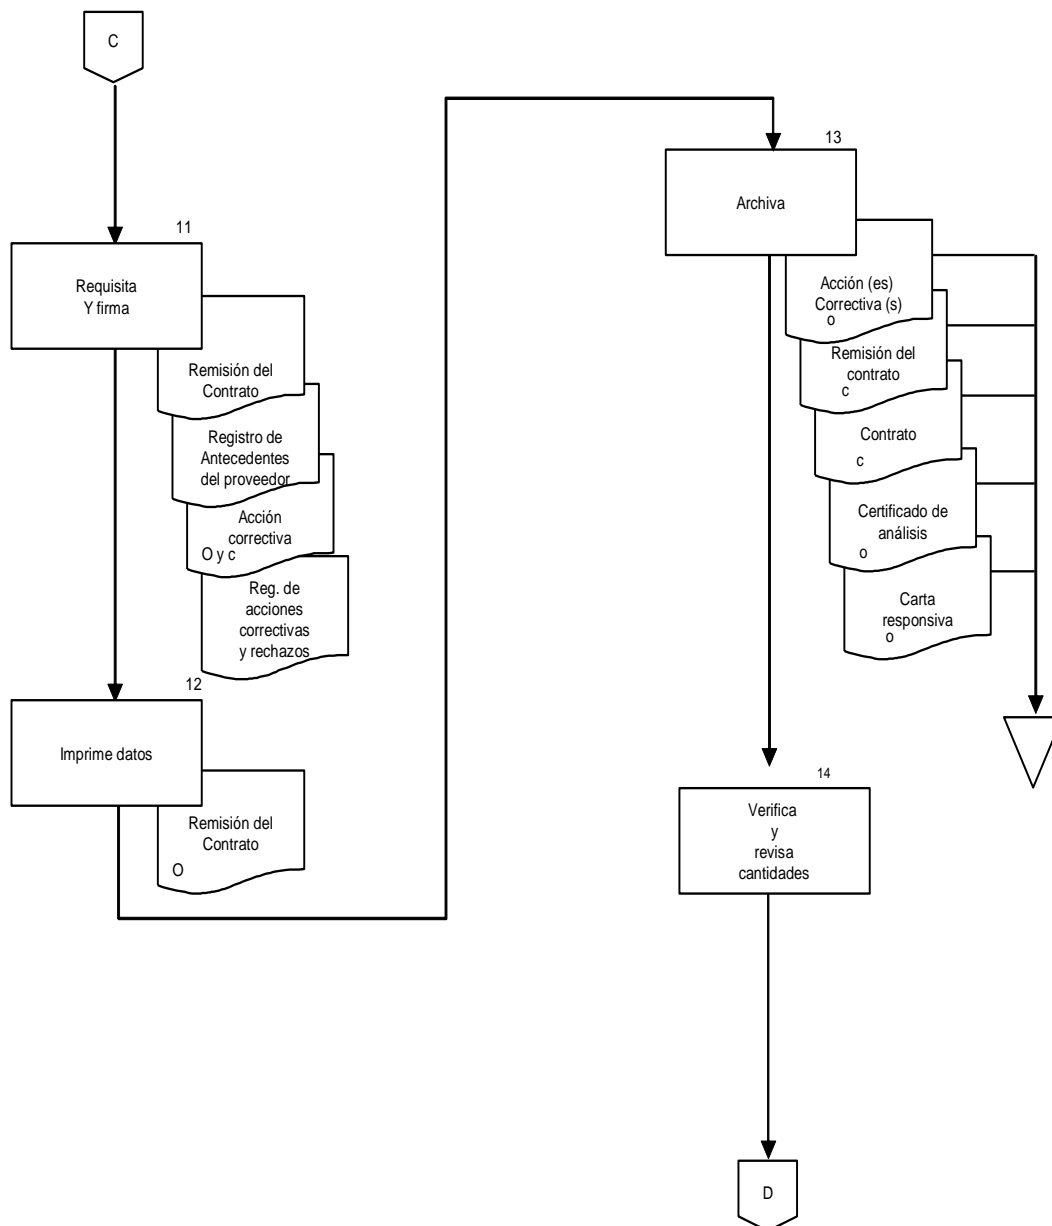 C
11
Requisita
Y firma
Remisión del
Contrato
Registro de
Antecedentes
del proveedor
Acción
correctiva
O y c
Reg. de
acciones
correctivas
y rechazos
12
Imprime datos
Remisión del
Contrato
O
13
Archiva
Acción (es)
Correctiva (s)
o
Remisión del
contrato
c
Contrato
c
Certificado de
análisis
o
Carta
responsiva
o
14
Verifica
y
revisa
cantidades
D